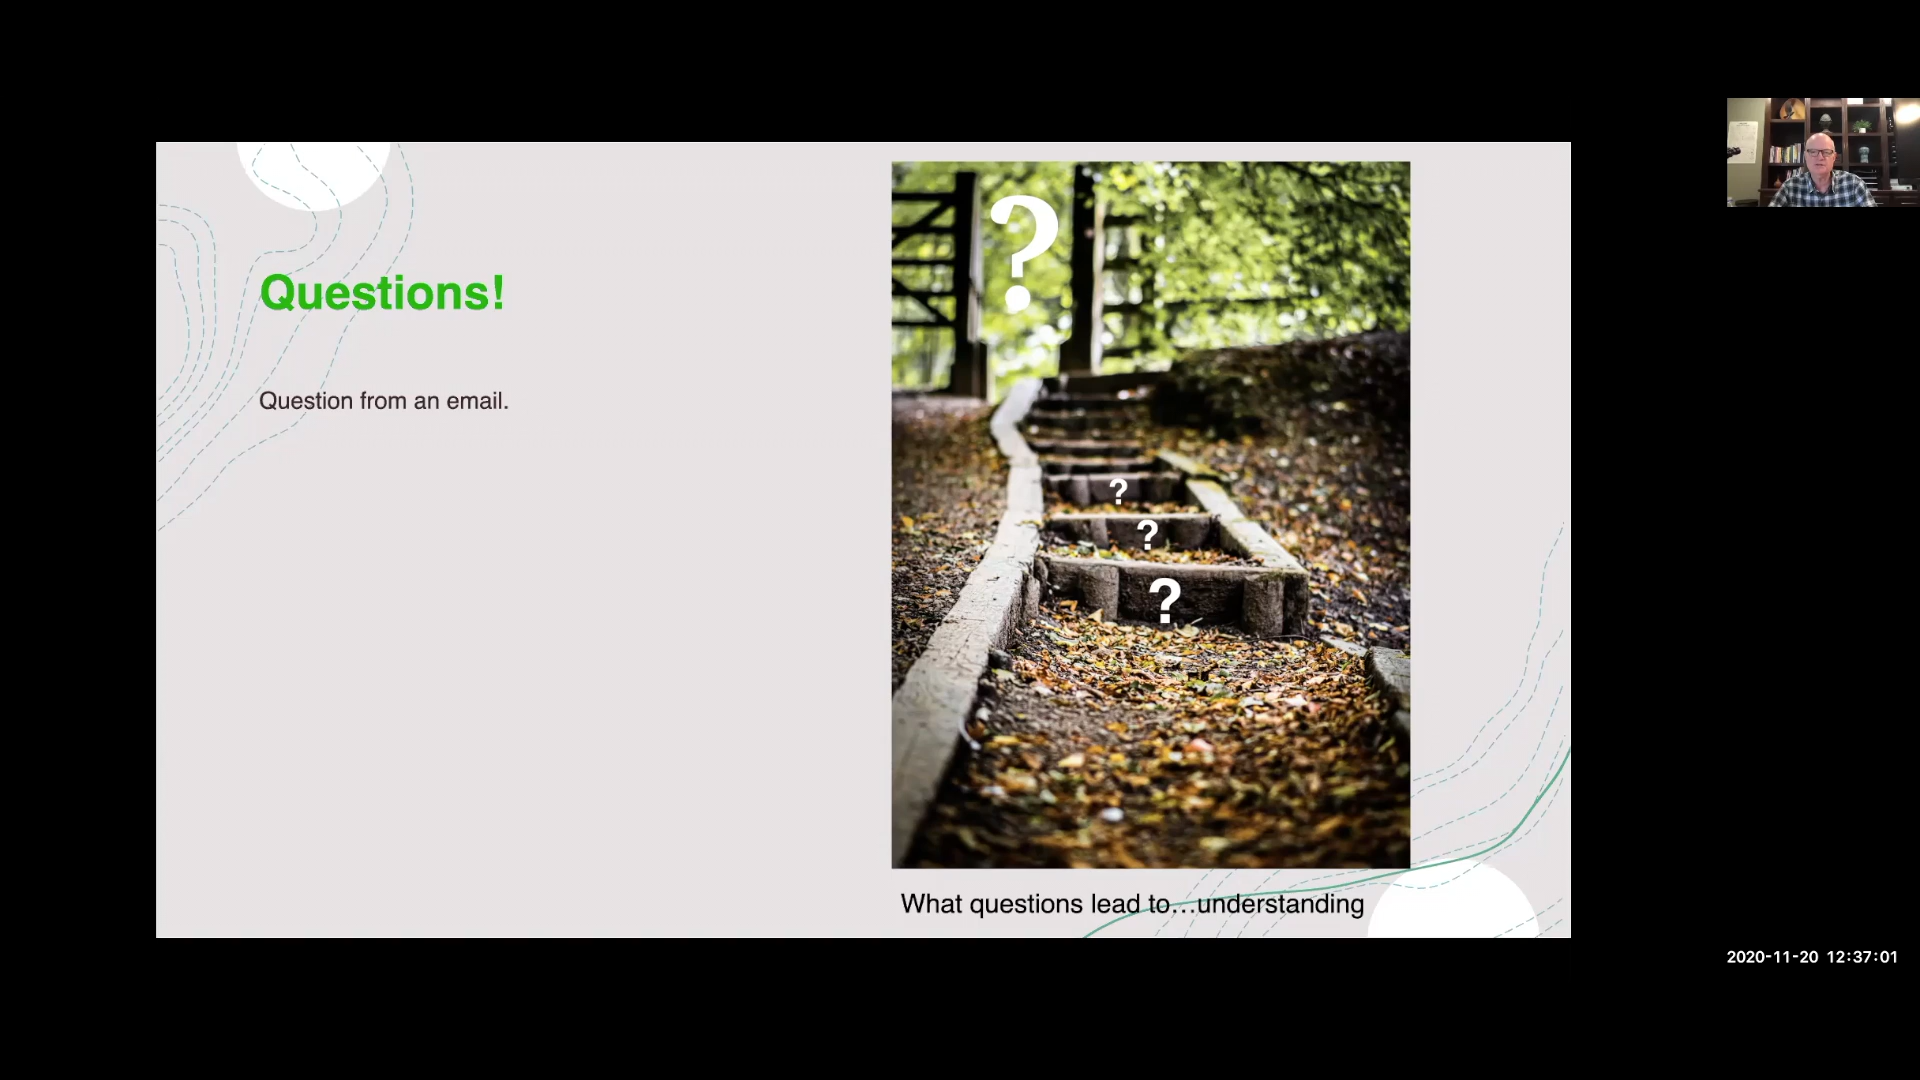 Questions!
Question from an email.
?
?
?
?
What questions lead to…understanding
2020-11-20 12:37:01